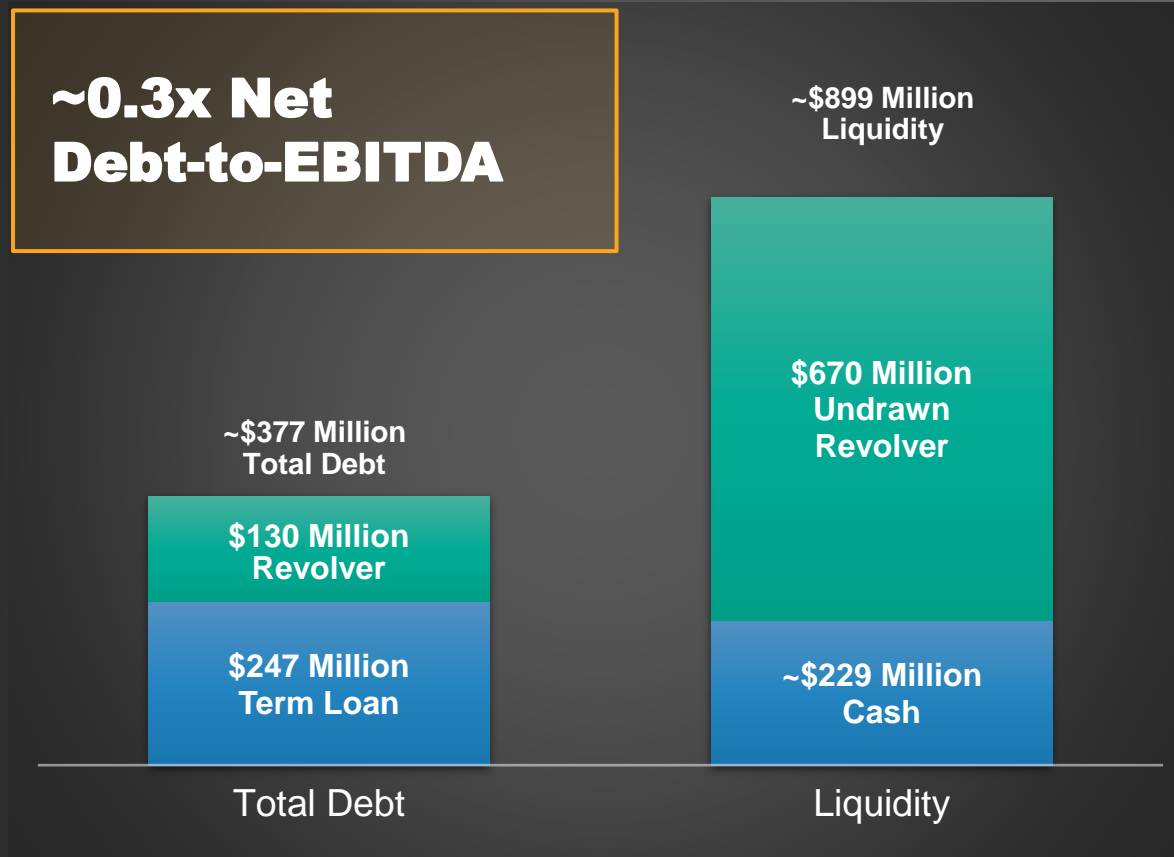 ~0.3x Net
Debt-to-EBITDA
~$899 Million
Liquidity
$670 Million
Undrawn
Revolver
~$377 Million
Total Debt
$130 Million
Revolver
$247 Million
Term Loan
~$229 Million
Cash
Total Debt
Liquidity